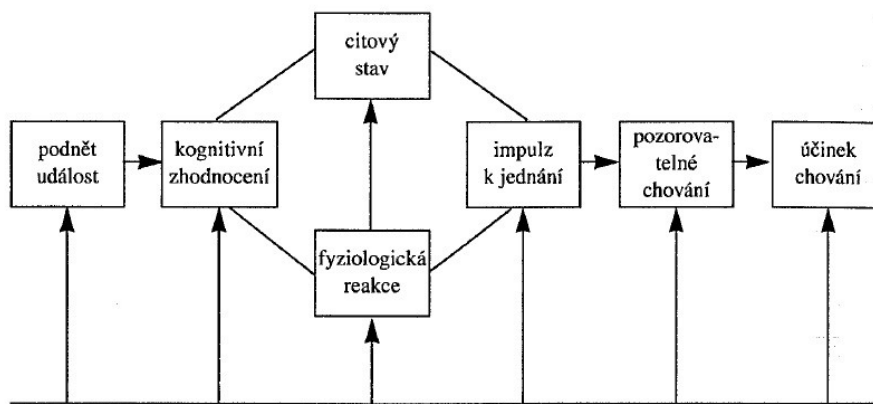 citový
stav
podnět
událost
kognitivní
zhodnocení
impulz
k jednání
pozorova-
telné
chování
účinek
chování
fyziologická
reakce